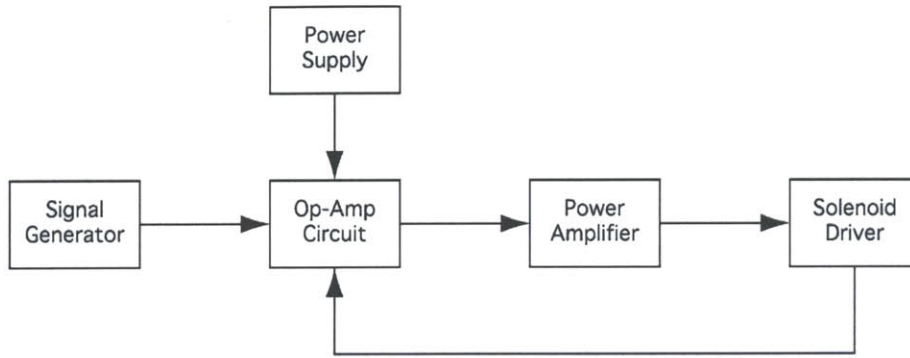 Power
Supply
Signal
Generator
Op-Amp
Circuit
Power
Amplifier
Solenoid
Driver